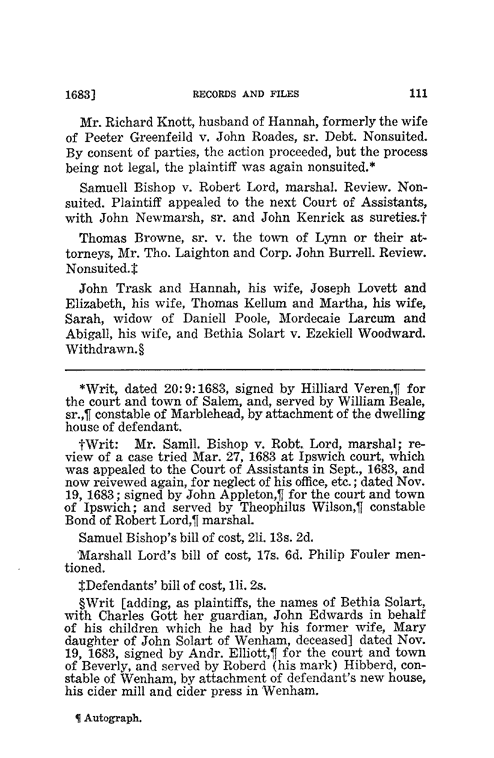 1683] RECORDS AND FILES 111
Mr. Richard Knott, husband of Hannah, formerly the wife
of Peeter Greenfeild v. John Roades, sr. Debt. Nonsuited.
By consent of parties, the action proceeded, but the process
being not legal, the plaintiff was again nonsuited.*
Samuell Bishop v. Robert Lord, marshal. Review. Non-
suited. Plaintiff appealed to the next Court of Assistants,
with John Newmarsh, sr. and John Kenrick as sureties.†
Thomas Browne, sr. v. the town of Lynn or their at-
torneys, Mr. Tho. Laighton and Corp. John Burrell. Review.
Nonsuited.‡
John Trask and Hannah, his wife, Joseph Lovett and
Elizabeth, his wife, Thomas Kellum and Martha, his wife,
Sarah, widow of Daniell Poole, Mordecaie Larcum and
Abigall, his wife, and Bethia Solart v. Ezekiell Woodward.
Withdrawn.§
*Writ, dated 20:9:1683, signed by Hilliard Veren,¶ for
the court and town of Salem, and, served by William Beale,
sr.,¶ constable of Marblehead, by attachment of the dwelling
house of defendant.
†Writ: Mr. Samll. Bishop v. Robt. Lord, marshal; re-
view of a case tried Mar. 27, 1683 at Ipswich court, which
was appealed to the Court of Assistants in Sept., 1683, and
now reivewed again, for neglect of his office, etc.; dated Nov.
19, 1683; signed by John Appleton,¶ for the court and town
of Ipswich; and served by Theophilus Wilson,¶ constable
Bond of Robert Lord,¶ marshal.
Samuel Bishop's bill of cost, 2li. 13s. 2d.
Marshall Lord's bill of cost, 17s. 6d. Philip Fouler men-
tioned.
‡Defendants' bill of cost, 1li. 2s.
§Writ [adding, as plaintiffs, the names of Bethia Solart,
with Charles Gott her guardian, John Edwards in behalf
of his children which he had by his former wife, Mary
daughter of John Solart of Wenham, deceased] dated Nov.
19, 1683, signed by Andr. Elliott,¶ for the court and town
of Beverly, and served by Roberd (his mark) Hibberd, con-
stable of Wenham, by attachment of defendant's new house,
his cider mill and cider press in Wenham.
¶ Autograph.